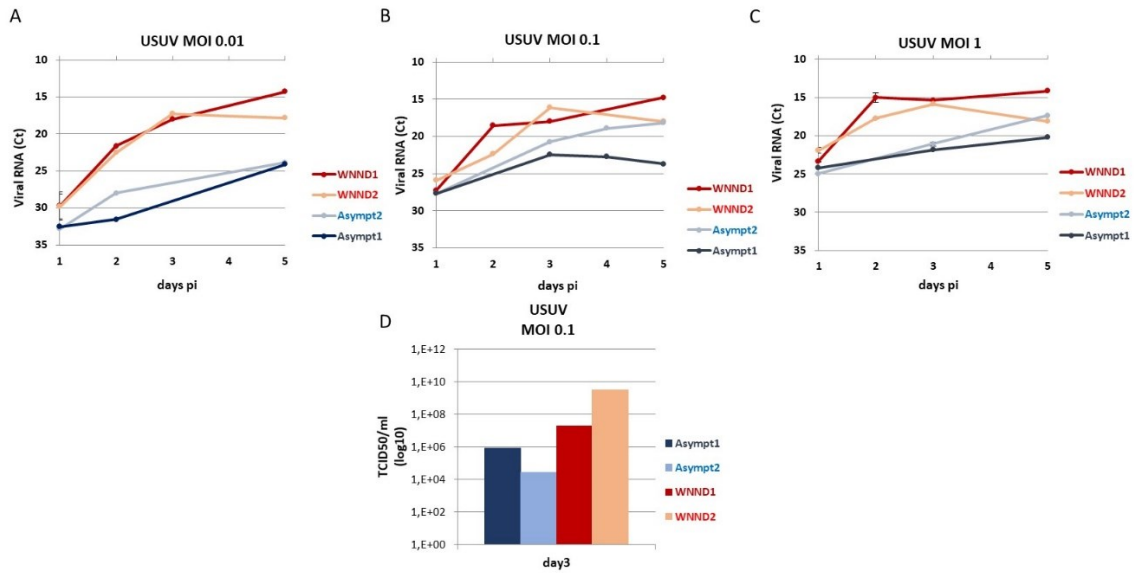 A
USUV MOI 0.01
10
15
20
25
30
35
Viral RNA (Ct)
1 2 3 4 5
days pi
WNND1
WNND2
Asympt2
Asympt1
B
USUV MOI 0.1
10
15
20
25
30
35
Viral RNA (Ct)
1 2 3 4 5
days pi
WNND1
WNND2
Asympt2
Asympt1
C
USUV MOI 1
10
15
20
25
30
35
Viral RNA (Ct)
1 2 3 4 5
days pi
WNND1
WNND2
Asympt2
Asympt1
D
USUV
MOI 0.1
1,E+12
1,E+10
1,E+08
1,E+06
1,E+04
1,E+02
1,E+00
TCID50/ml
(log10)
day3
Asympt1
Asympt2
WNND1
WNND2